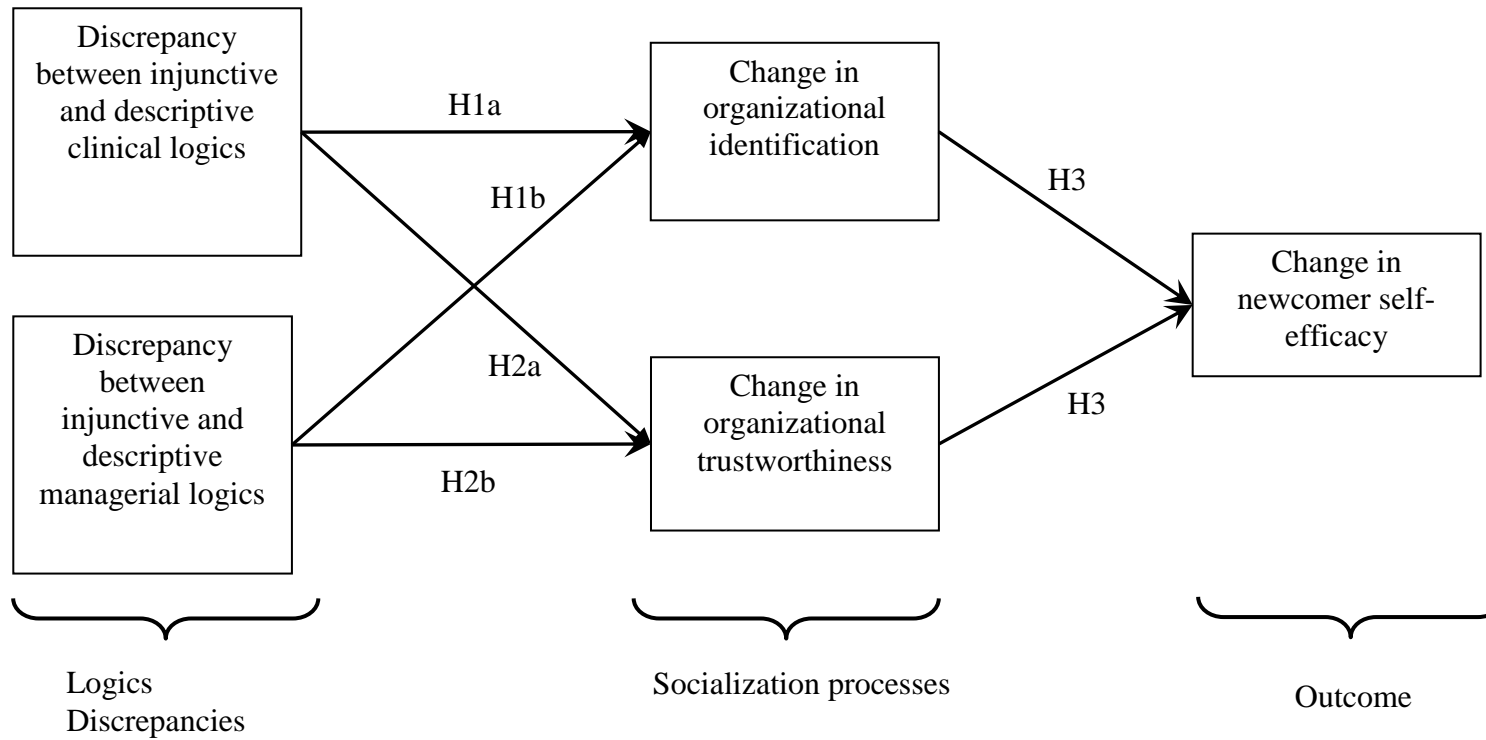 Discrepancy
between injunctive
and descriptive
clinical logics
H1a
Change in
organizational
identification
H1b
H3
Change in
newcomer self-
efficacy
Discrepancy
between
injunctive and
descriptive
managerial logics
H2a
H2b
Change in
organizational
trustworthiness
H3
Logics
Discrepancies
Socialization processes
Outcome